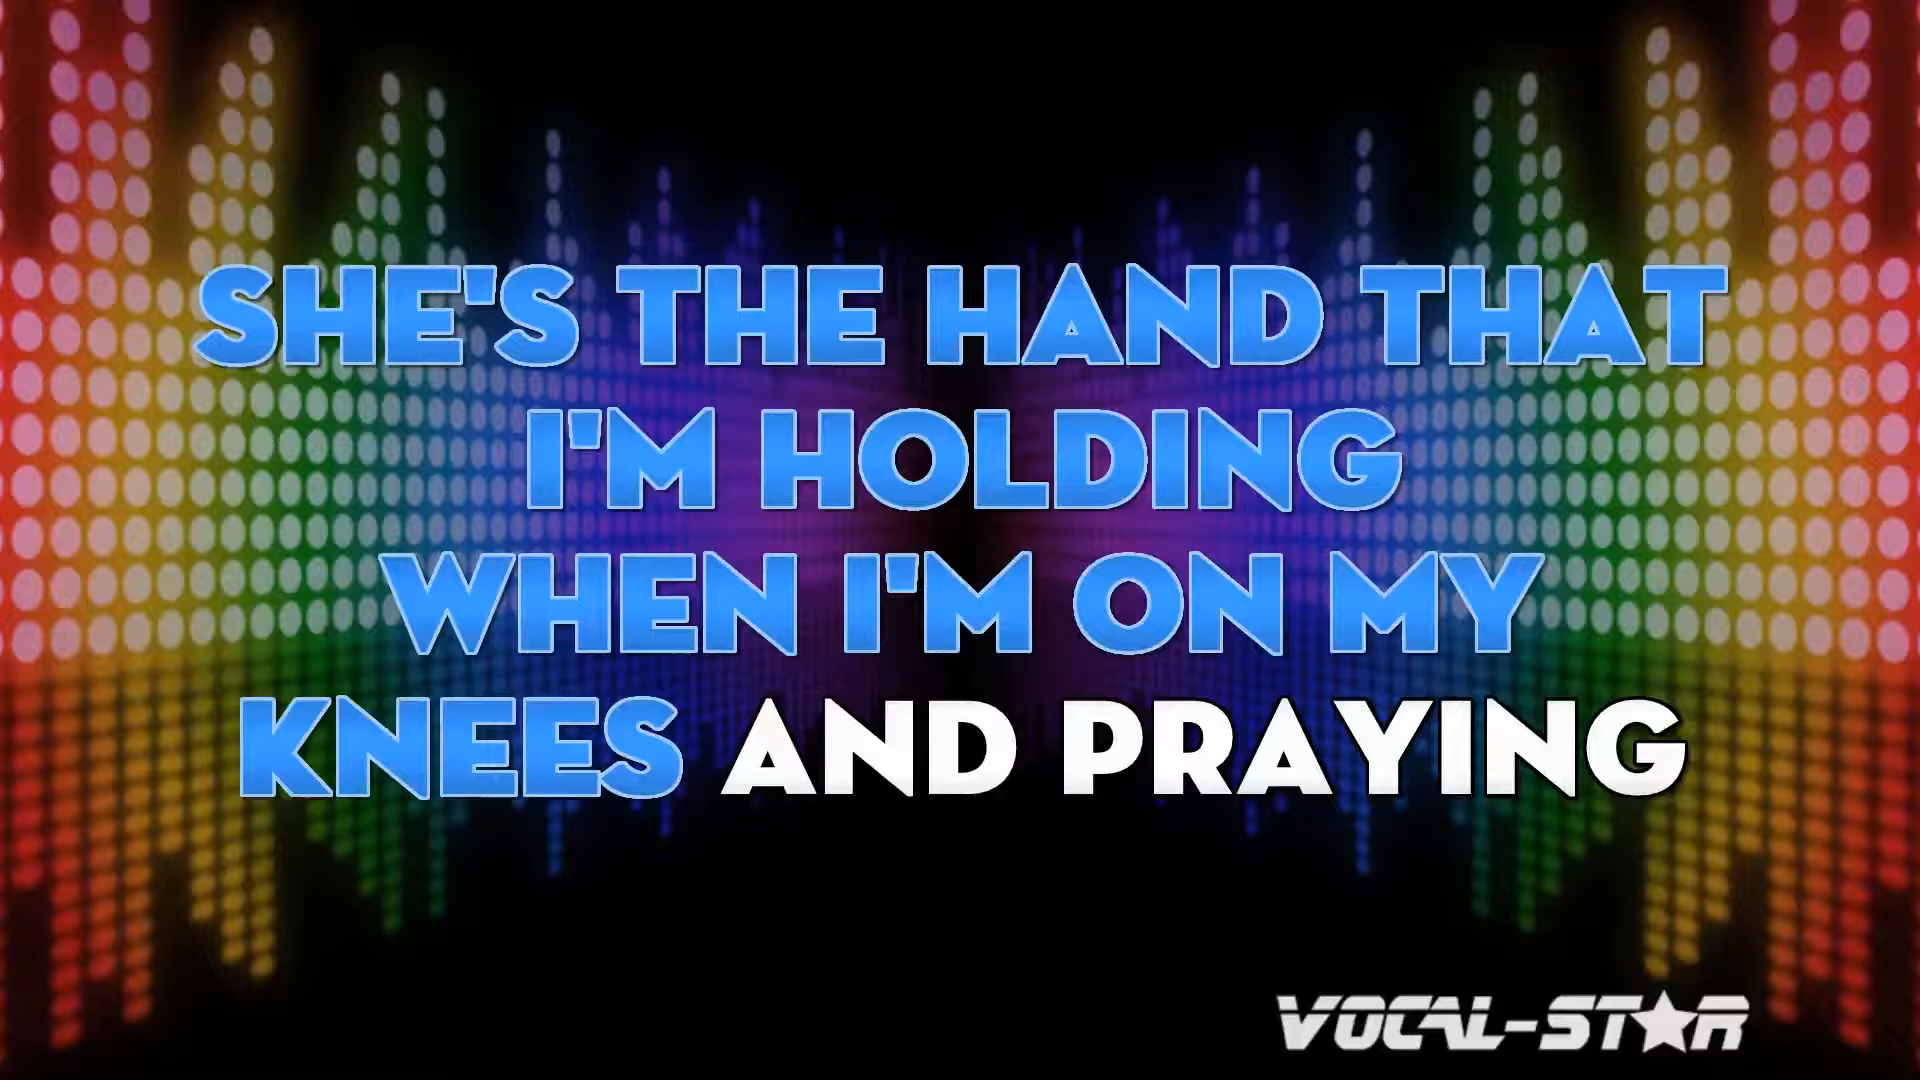 SHE'S THE HAND THAT
I'M HOLDING
WHEN I'M ON MY
KNEES AND PRAYING
VOCAL-STAR